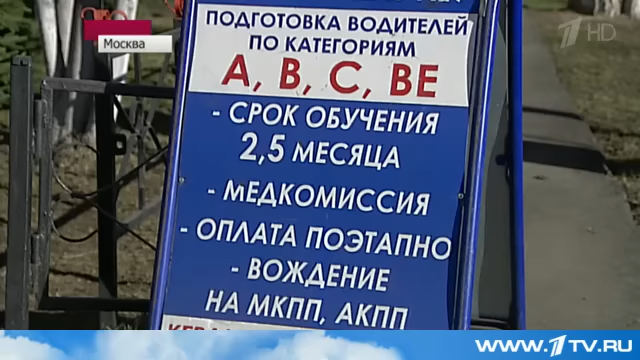 Москва
1 HD
ПОДГОТОВКА ВОДИТЕЛЕЙ
ПО КАТЕГОРИЯМ
А, В, С, ВЕ
- СРОК ОБУЧЕНИЯ
2,5 МЕСЯЦА
- МЕДКОМИССИЯ
- ОПЛАТА ПОЭТАПНО
- ВОЖДЕНИЕ
НА МКПП, АКПП
WWW.1TV.RU